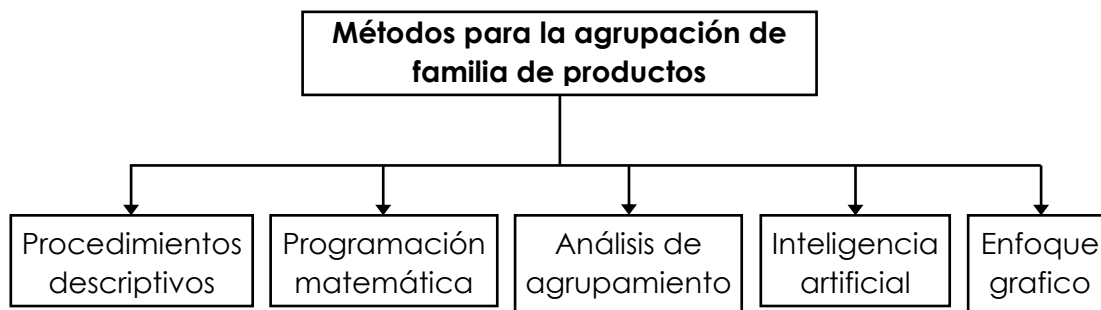 Métodos para la agrupación de
familia de productos
Procedimientos
descriptivos
Programación
matemática
Análisis de
agrupamiento
Inteligencia
artificial
Enfoque
grafico